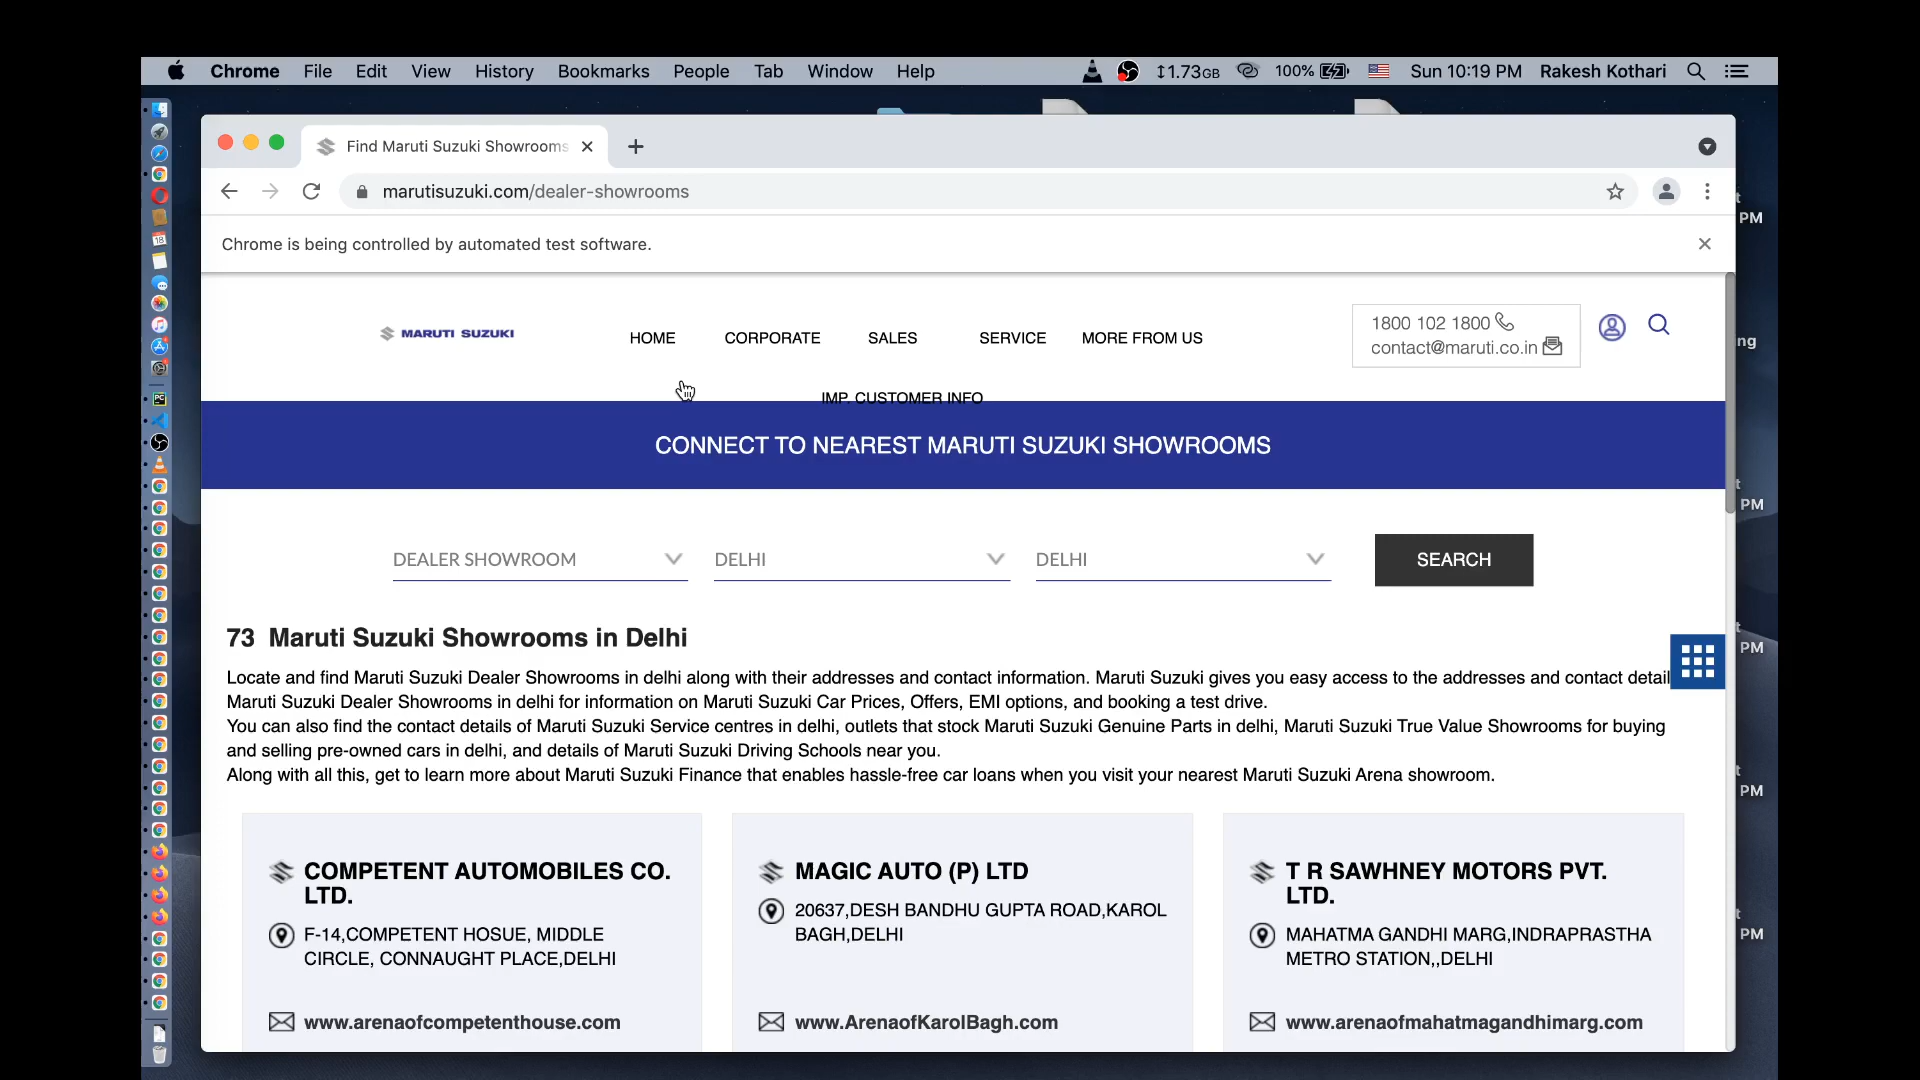 Chrome File Edit View History Bookmarks People Tab Window Help 1.73GB 100% Sun 10:19 PM Rakesh Kothari
Find Maruti Suzuki Showrooms
marutisuzuki.com/dealer-showrooms
PM
Chrome is being controlled by automated test software.
MARUTI SUZUKI HOME CORPORATE SALES SERVICE MORE FROM US
1800 102 1800
contact@maruti.co.in
ing
IMP. CUSTOMER INFO
CONNECT TO NEAREST MARUTI SUZUKI SHOWROOMS
PM
DEALER SHOWROOM DELHI DELHI SEARCH
73 Maruti Suzuki Showrooms in Delhi
PM
Locate and find Maruti Suzuki Dealer Showrooms in delhi along with their addresses and contact information. Maruti Suzuki gives you easy access to the addresses and contact detail
Maruti Suzuki Dealer Showrooms in delhi for information on Maruti Suzuki Car Prices, Offers, EMI options, and booking a test drive.
You can also find the contact details of Maruti Suzuki Service centres in delhi, outlets that stock Maruti Suzuki Genuine Parts in delhi, Maruti Suzuki True Value Showrooms for buying
and selling pre-owned cars in delhi, and details of Maruti Suzuki Driving Schools near you.
Along with all this, get to learn more about Maruti Suzuki Finance that enables hassle-free car loans when you visit your nearest Maruti Suzuki Arena showroom.
PM
COMPETENT AUTOMOBILES CO.
LTD.
F-14,COMPETENT HOSUE, MIDDLE
CIRCLE, CONNAUGHT PLACE,DELHI
www.arenaofcompetenthouse.com
MAGIC AUTO (P) LTD
20637,DESH BANDHU GUPTA ROAD,KAROL
BAGH,DELHI
www.ArenaofKarolBagh.com
T R SAWHNEY MOTORS PVT.
LTD.
MAHATMA GANDHI MARG,INDRAPRASTHA
METRO STATION,,DELHI
www.arenaofmahatmagandhimarg.com
PM